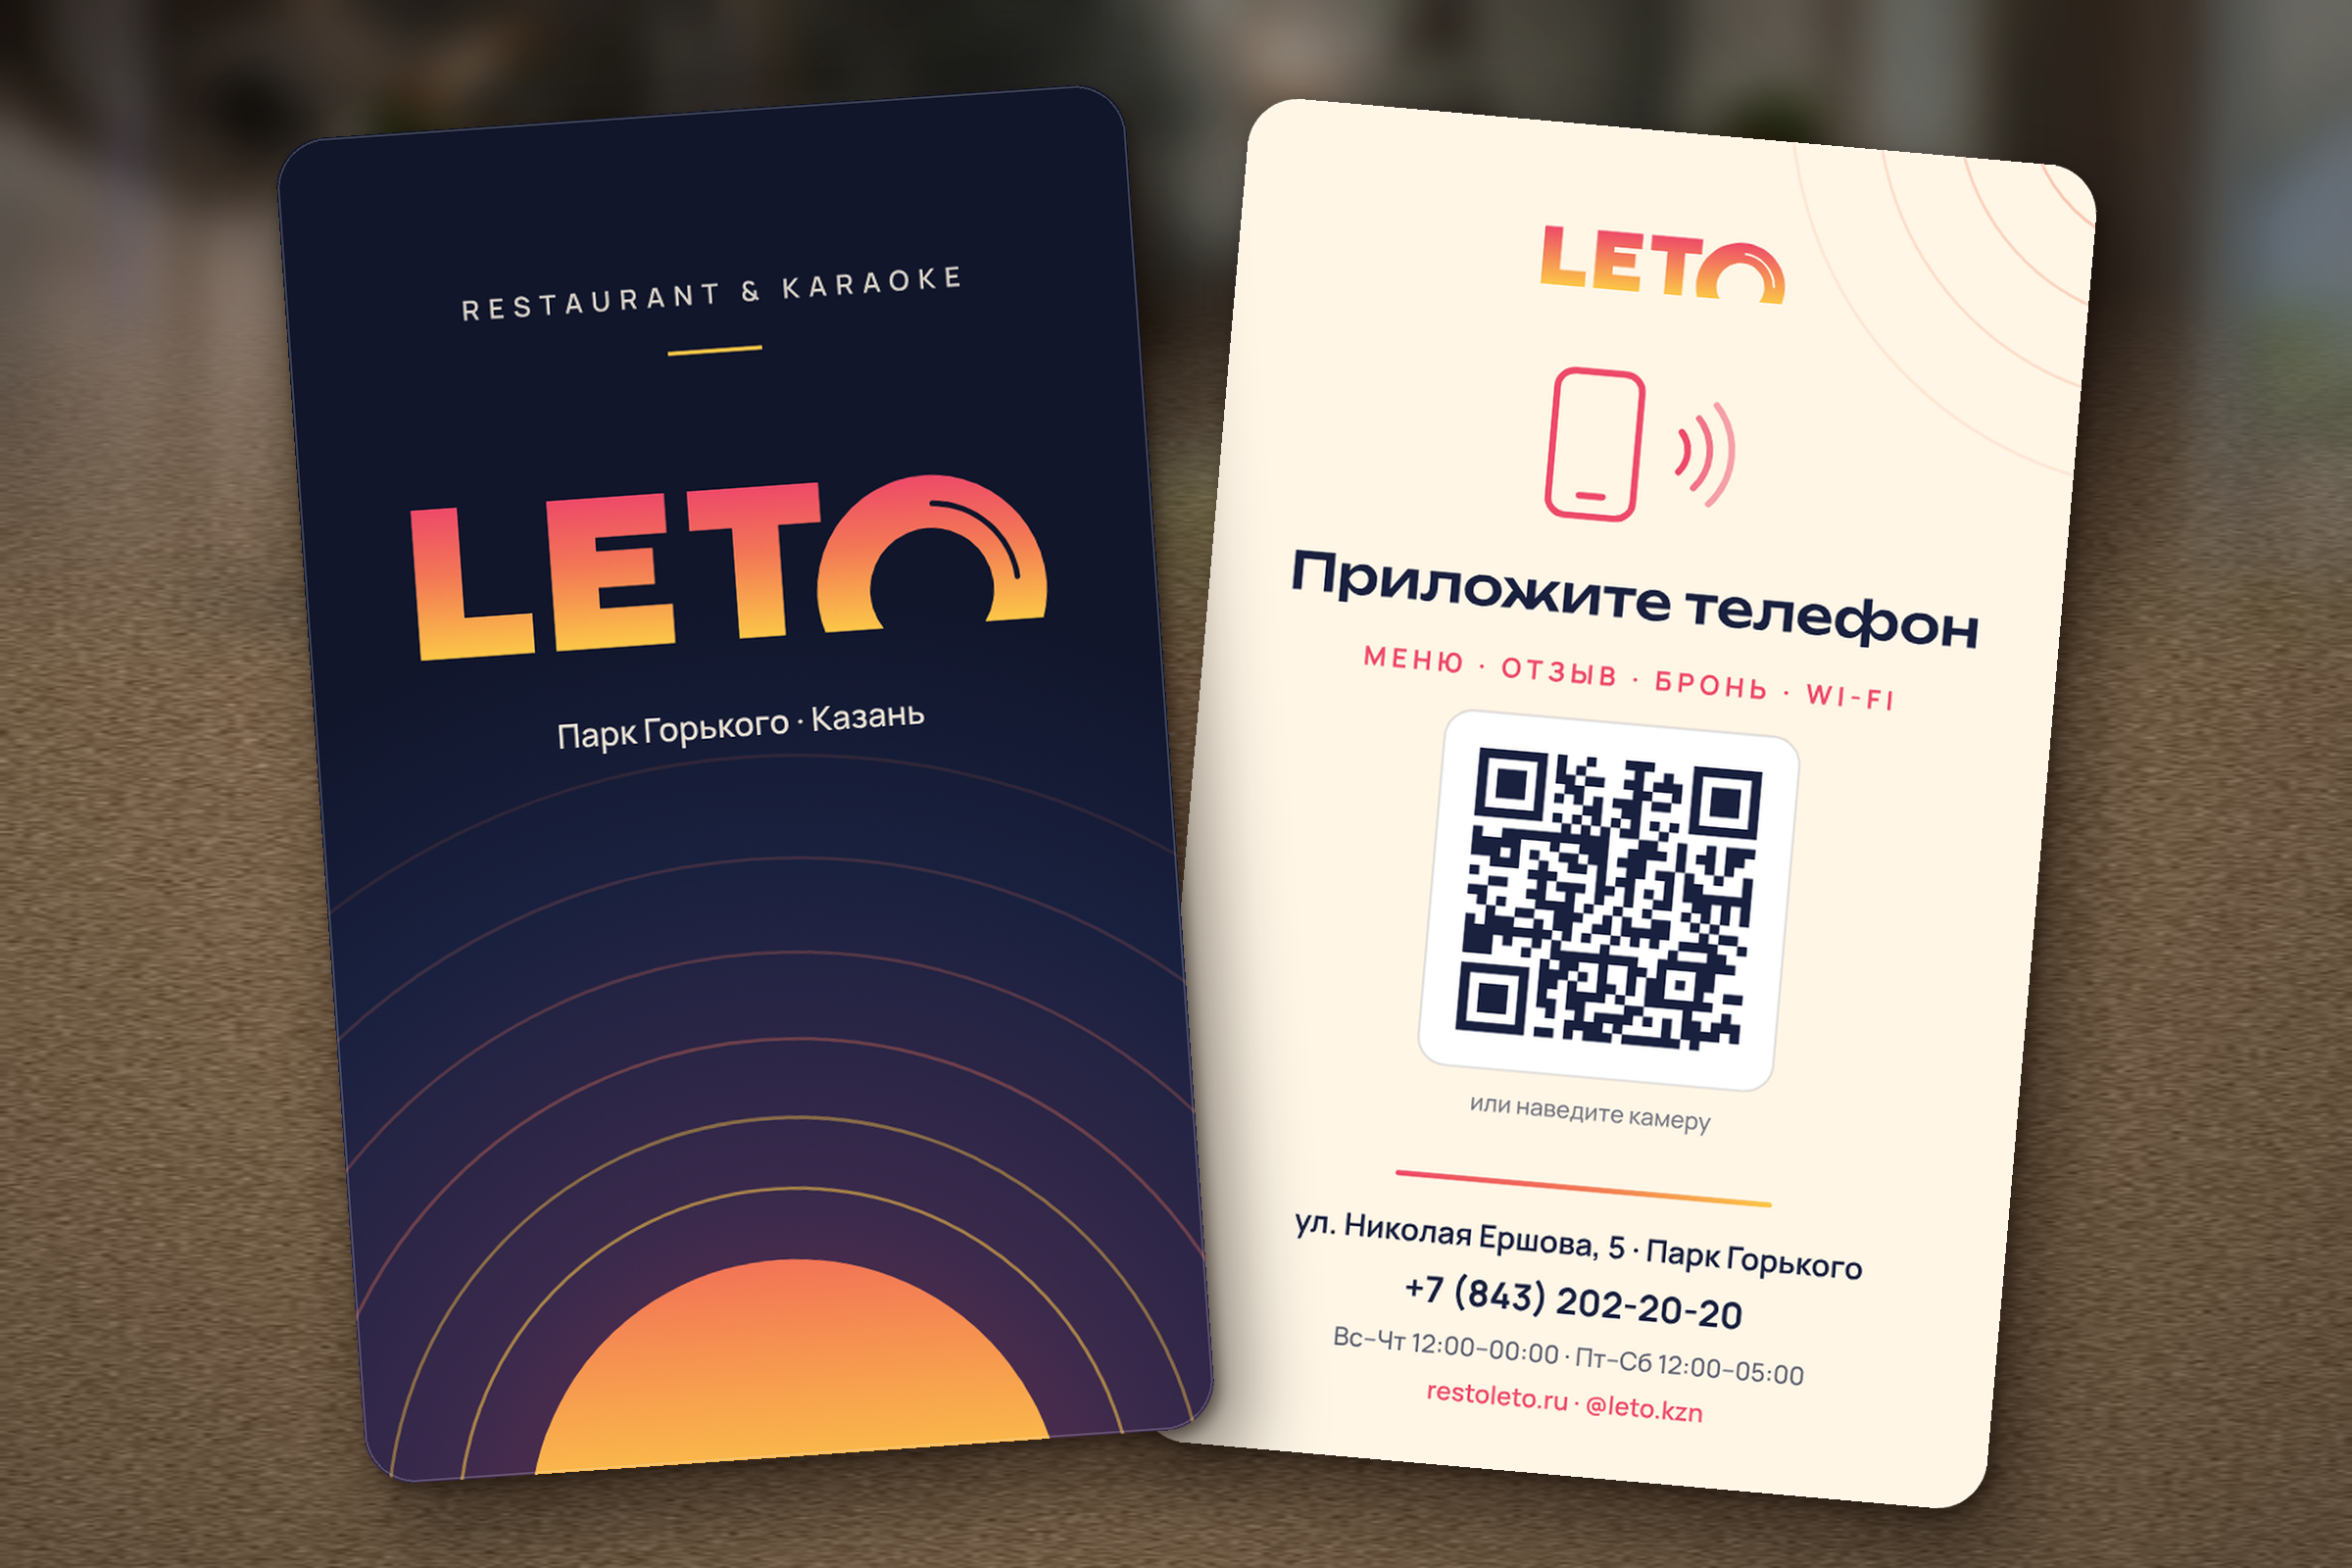 RESTAURANT & KARAOKE
LETO
Парк Горького · Казань
LETO
Приложите телефон
МЕНЮ · ОТЗЫВ · БРОНЬ · WI-FI
или наведите камеру
ул. Николая Ершова, 5 · Парк Горького
+7 (843) 202-20-20
Вс–Чт 12:00–00:00 · Пт–Сб 12:00–05:00
restoleto.ru · @leto.kzn